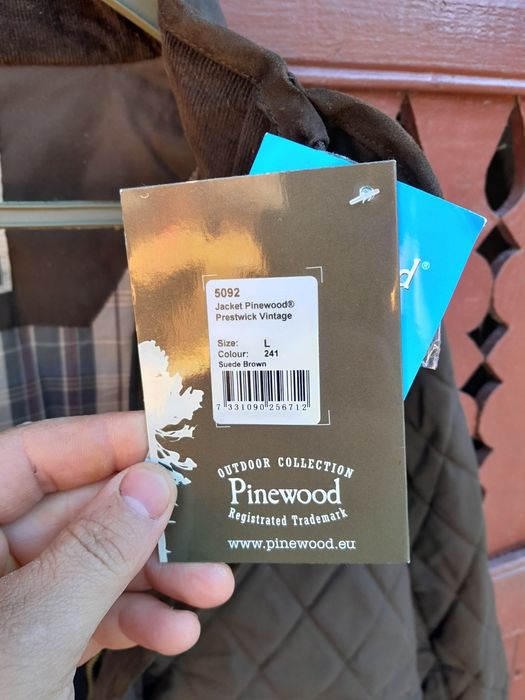 5092
Jacket Pinewood®
Prestwick Vintage
Size: L
Colour: 241
Suede Brown
7 331090 256712
OUTDOOR COLLECTION
Pinewood
Registrated Trademark
www.pinewood.eu
d®